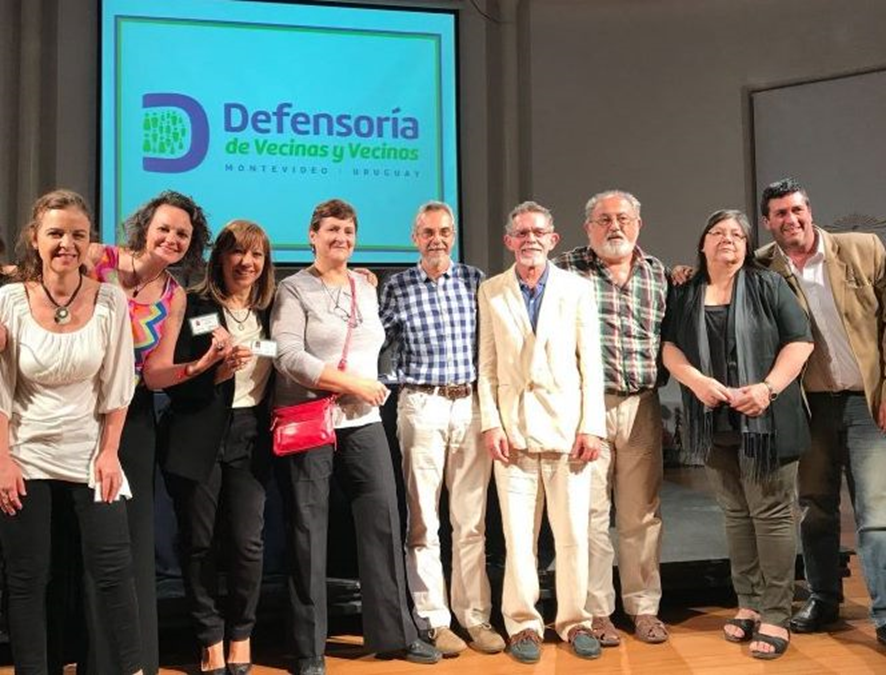 Defensoría
de Vecinas y Vecinos
MONTEVIDEO | URUGUAY